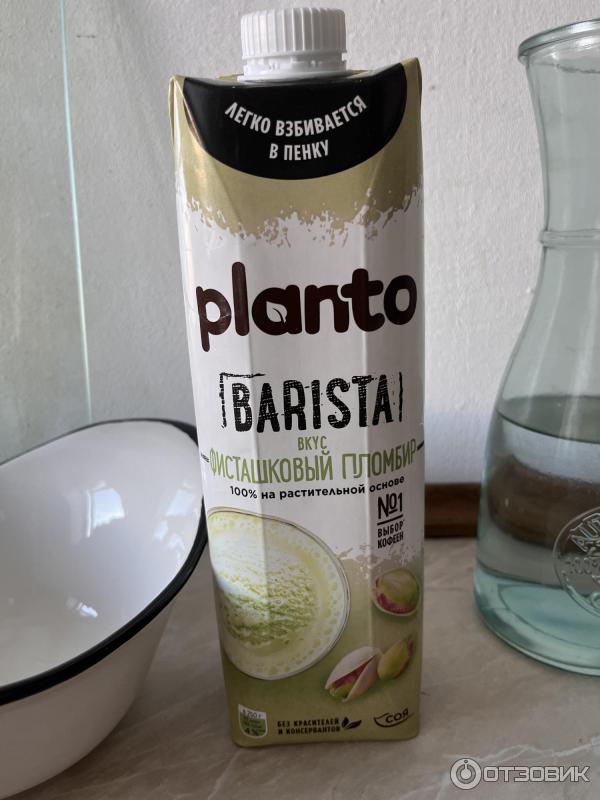 ЛЕГКО ВЗБИВАЕТСЯ
В ПЕНКУ
planto
BARISTA
ВКУС
ФИСТАШКОВЫЙ ПЛОМБИР
100% на растительной основе
№1
ВЫБОР
КОФЕЕН
БЕЗ КРАСИТЕЛЕЙ
И КОНСЕРВАНТОВ
СОЯ
4%
ОТЗОВИК